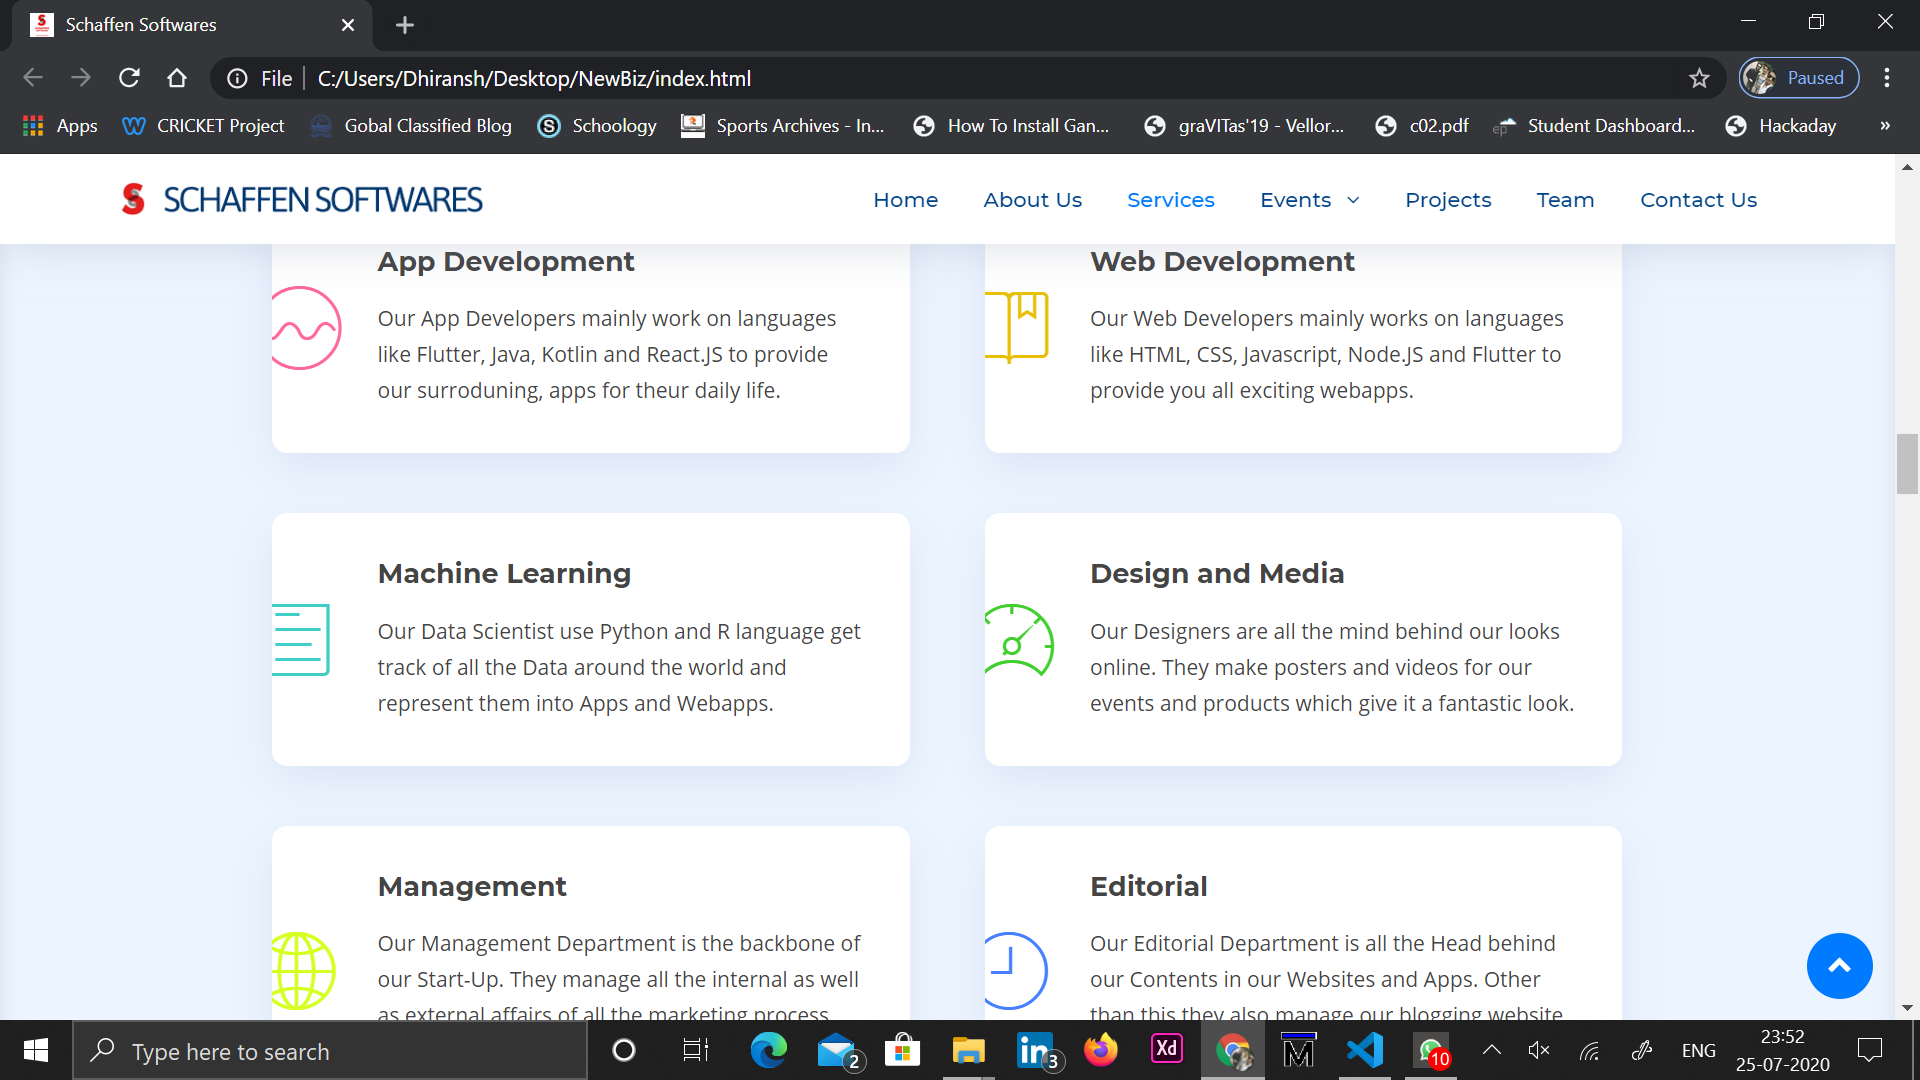 Schaffen Softwares
File
C:/Users/Dhiransh/Desktop/NewBiz/index.html
Paused
Apps
CRICKET Project
Gobal Classified Blog
Schoology
Sports Archives - In...
How To Install Gan...
graVITas'19 - Vellor...
c02.pdf
Student Dashboard...
Hackaday
»
SCHAFFEN SOFTWARES
Home
About Us
Services
Events
Projects
Team
Contact Us
App Development
Our App Developers mainly work on languages
like Flutter, Java, Kotlin and React.JS to provide
our surroduning, apps for theur daily life.
Web Development
Our Web Developers mainly works on languages
like HTML, CSS, Javascript, Node.JS and Flutter to
provide you all exciting webapps.
Machine Learning
Our Data Scientist use Python and R language get
track of all the Data around the world and
represent them into Apps and Webapps.
Design and Media
Our Designers are all the mind behind our looks
online. They make posters and videos for our
events and products which give it a fantastic look.
Management
Our Management Department is the backbone of
our Start-Up. They manage all the internal as well
as external affairs of all the marketing process
Editorial
Our Editorial Department is all the Head behind
our Contents in our Websites and Apps. Other
than this they also manage our blogging website
Type here to search
2
3
Xd
M
10
ENG
23:52
25-07-2020